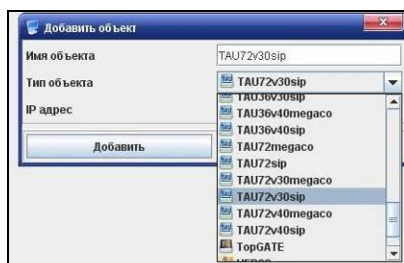 Добавить объект
Имя объекта
TAU72v30sip
Тип объекта
TAU72v30sip
IP адрес
TAU36v30sip
TAU36v40megaco
TAU36v40sip
Добавить
TAU72megaco
TAU72sip
TAU72v30megaco
TAU72v30sip
TAU72v40megaco
TAU72v40sip
TopGATE